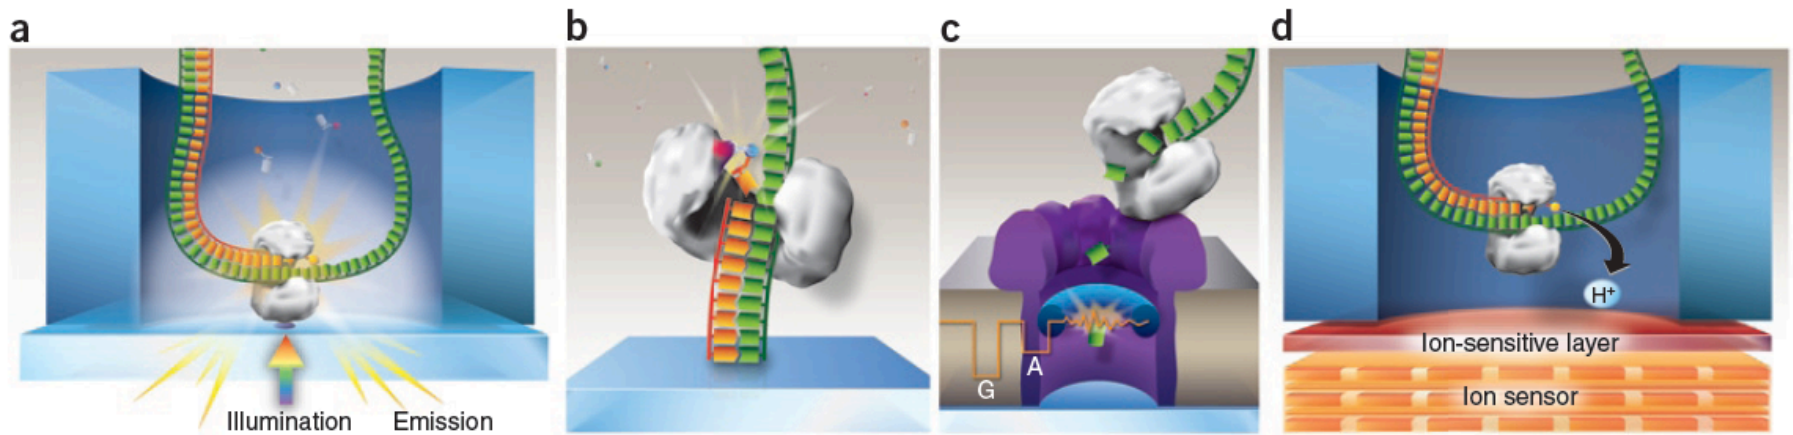 a
b
c
d
Illumination
Emission
G
A
H⁺
Ion-sensitive layer
Ion sensor